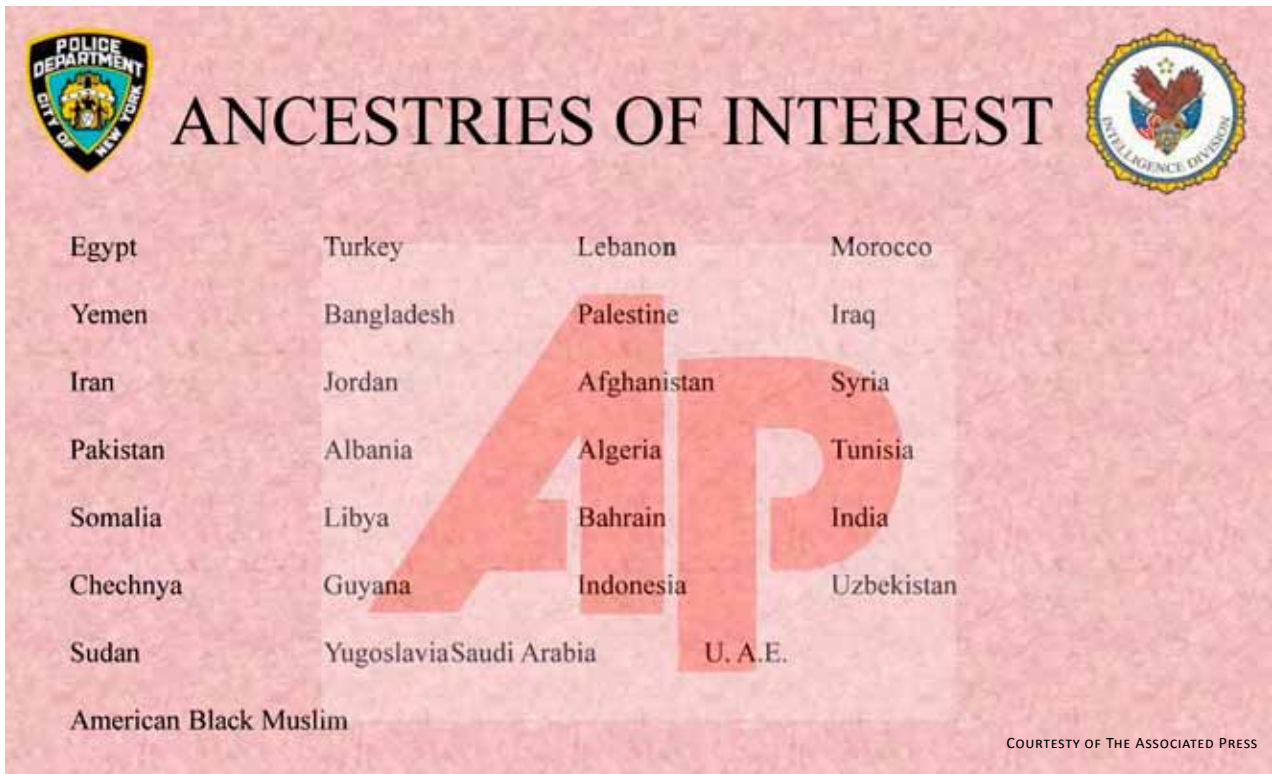 POLICE
DEPARTMENT
CITY OF
NEW YORK
ANCESTRIES OF INTEREST
INTELLIGENCE DIVISION
Egypt Turkey Lebanon Morocco
Yemen Bangladesh Palestine Iraq
Iran Jordan Afghanistan Syria
Pakistan Albania Algeria Tunisia
Somalia Libya Bahrain India
Chechnya Guyana Indonesia Uzbekistan
Sudan Yugoslavia Saudi Arabia U. A.E.
American Black Muslim
AP
COURTESTY OF THE ASSOCIATED PRESS